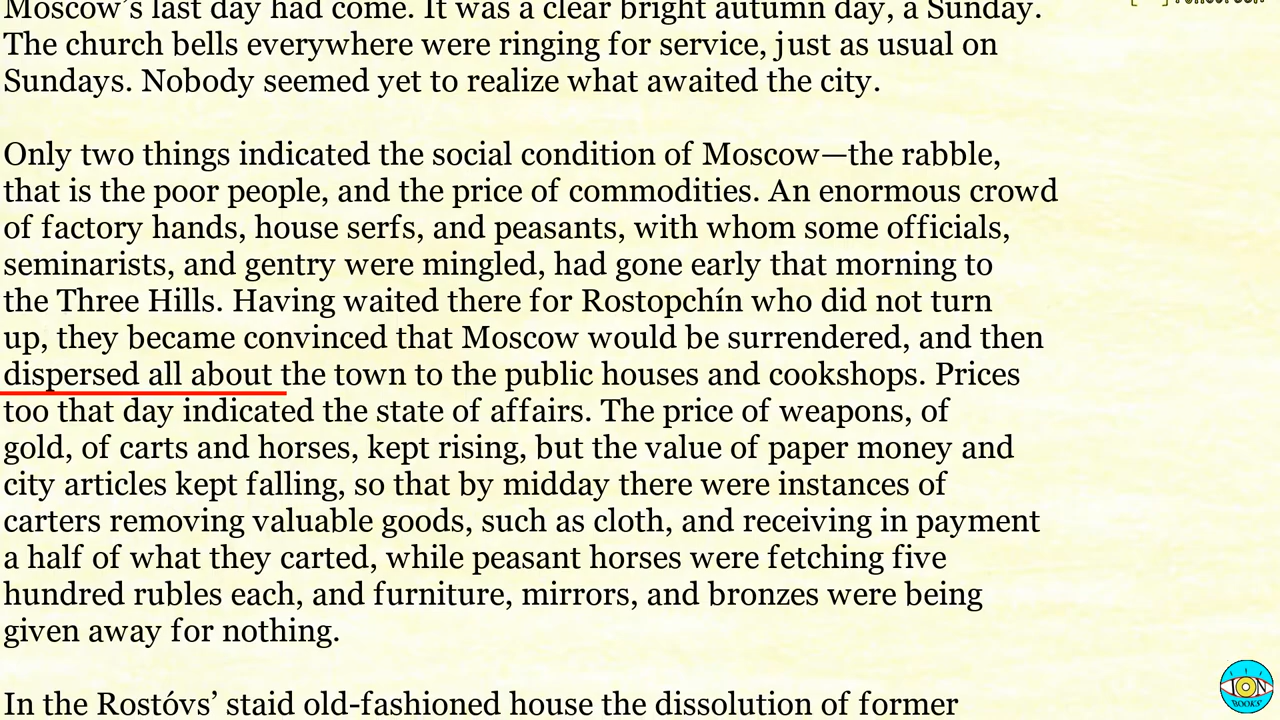 Moscow’s last day had come. It was a clear bright autumn day, a Sunday.
The church bells everywhere were ringing for service, just as usual on
Sundays. Nobody seemed yet to realize what awaited the city.
Only two things indicated the social condition of Moscow—the rabble,
that is the poor people, and the price of commodities. An enormous crowd
of factory hands, house serfs, and peasants, with whom some officials,
seminarists, and gentry were mingled, had gone early that morning to
the Three Hills. Having waited there for Rostopchín who did not turn
up, they became convinced that Moscow would be surrendered, and then
dispersed all about the town to the public houses and cookshops. Prices
too that day indicated the state of affairs. The price of weapons, of
gold, of carts and horses, kept rising, but the value of paper money and
city articles kept falling, so that by midday there were instances of
carters removing valuable goods, such as cloth, and receiving in payment
a half of what they carted, while peasant horses were fetching five
hundred rubles each, and furniture, mirrors, and bronzes were being
given away for nothing.
In the Rostóvs’ staid old-fashioned house the dissolution of former
ION
BOOKS